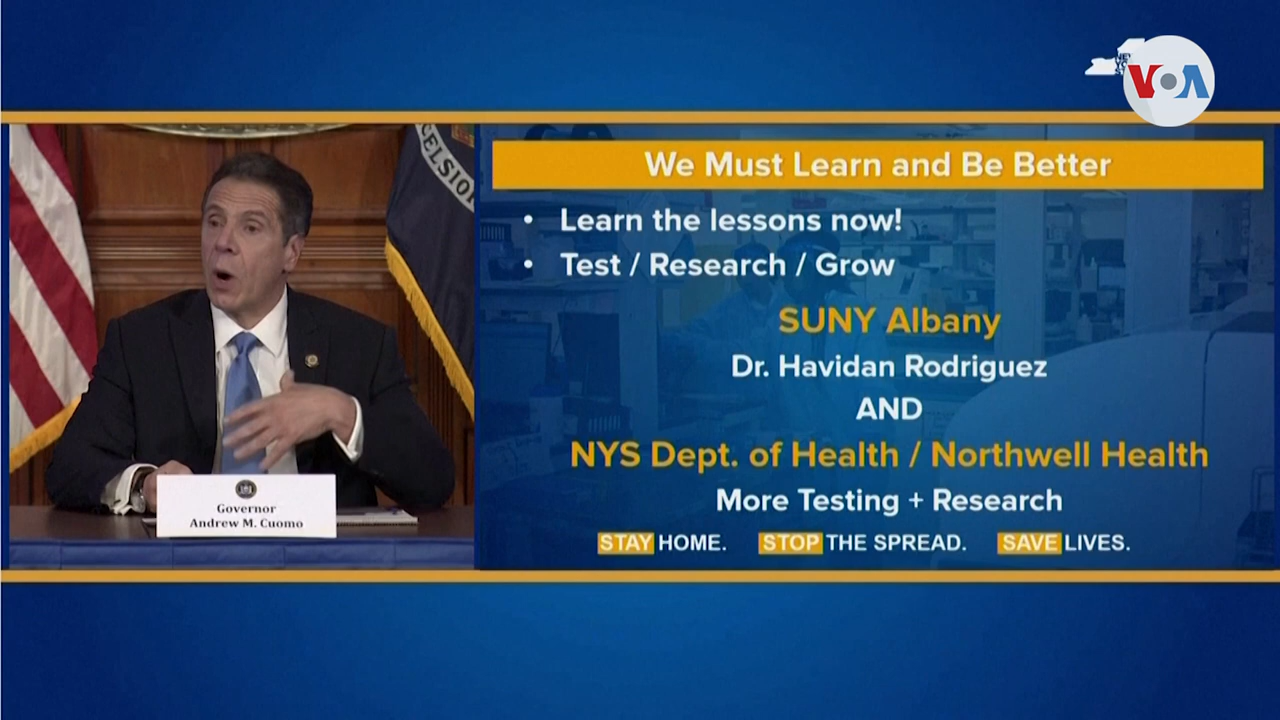 VOA
ELSIOR
We Must Learn and Be Better
• Learn the lessons now!
• Test / Research / Grow
SUNY Albany
Dr. Havidan Rodriguez
AND
NYS Dept. of Health / Northwell Health
More Testing + Research
STAY HOME. STOP THE SPREAD. SAVE LIVES.
Governor
Andrew M. Cuomo